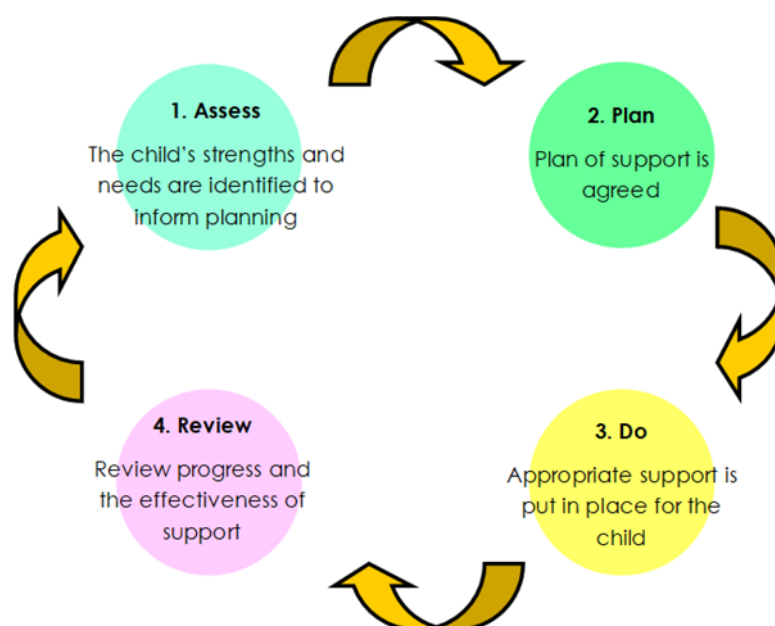 1. Assess
The child's strengths and
needs are identified to
inform planning
2. Plan
Plan of support is
agreed
3. Do
Appropriate support is
put in place for the
child
4. Review
Review progress and
the effectiveness of
support